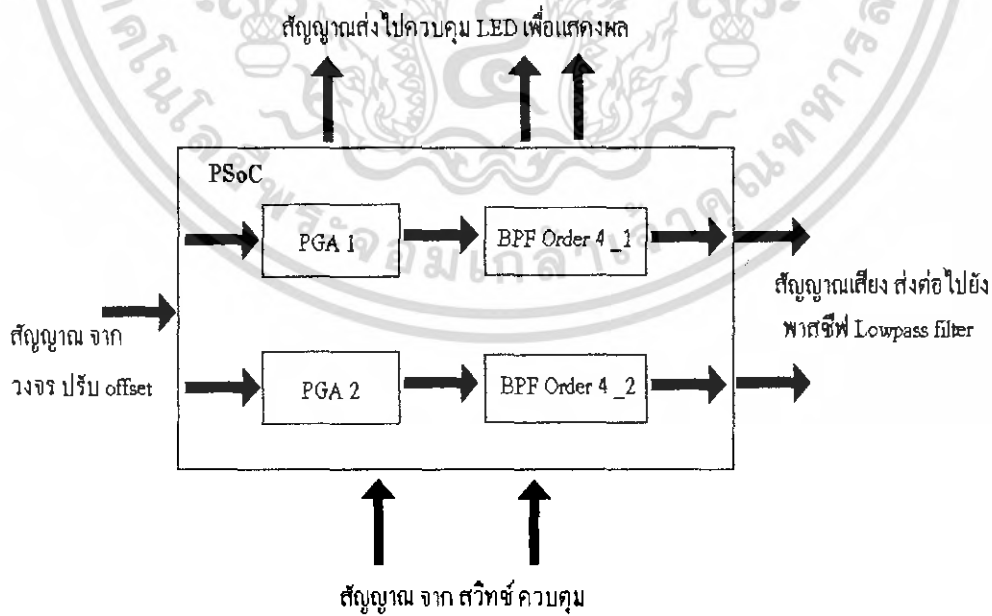 สัญญาณส่งไปควบคุม LED เพื่อแสดงผล
PSoC
PGA 1
BPF Order 4 _1
สัญญาณเสียง ส่งต่อไปยัง
พาสซีฟ Lowpass filter
สัญญาณ จาก
วงจร ปรับ offset
PGA 2
BPF Order 4 _2
สัญญาณ จาก สวิทช์ ควบคุม